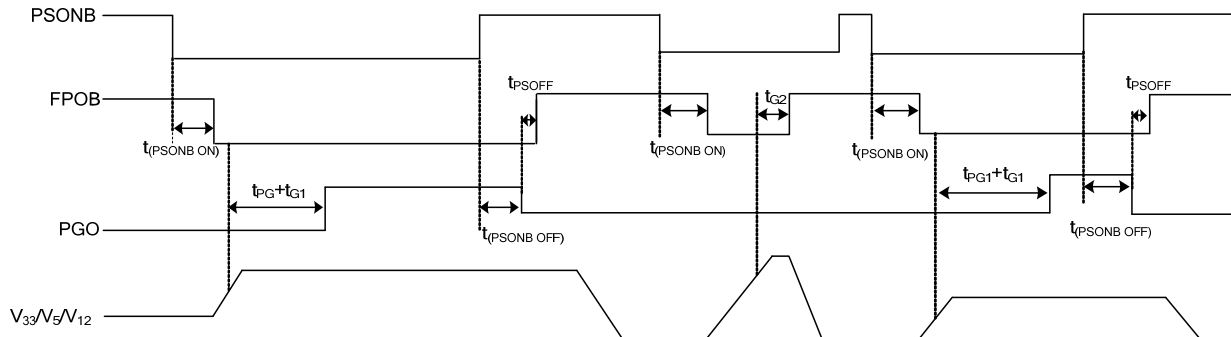 PSONB
tPSOFF
tPSOFF
FPOB
tG2
t(PSONB ON)
t(PSONB ON)
t(PSONB ON)
tPG+tG1
tPG1+tG1
PGO
t(PSONB OFF)
t(PSONB OFF)
V33/V5/V12